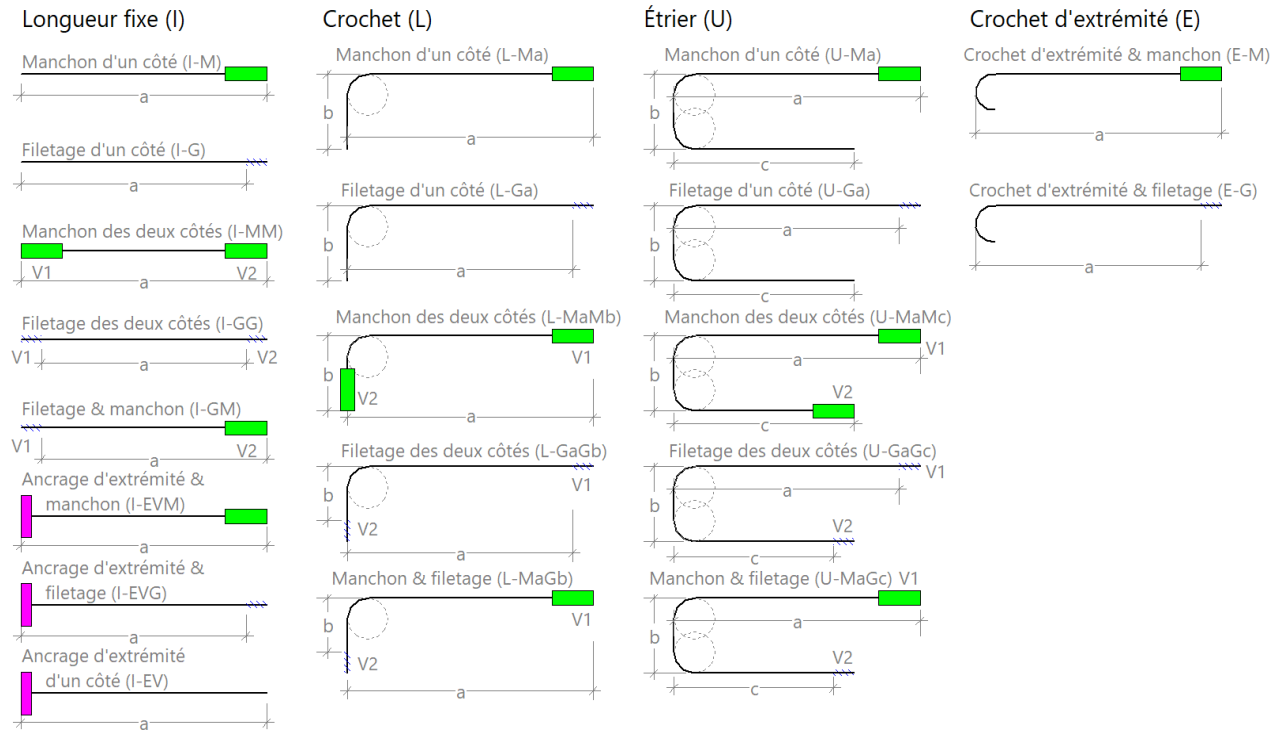 Longueur fixe (I)
Manchon d'un côté (I-M)
a
Filetage d'un côté (I-G)
a
Manchon des deux côtés (I-MM)
V1
V2
a
Filetage des deux côtés (I-GG)
V1
a
V2
Filetage & manchon (I-GM)
V1
V2
a
Ancrage d'extrémité &
manchon (I-EVM)
a
Ancrage d'extrémité &
filetage (I-EVG)
a
Ancrage d'extrémité
d'un côté (I-EV)
a
Crochet (L)
Manchon d'un côté (L-Ma)
b
a
Filetage d'un côté (L-Ga)
b
a
Manchon des deux côtés (L-MaMb)
V1
b
V2
a
Filetage des deux côtés (L-GaGb)
V1
b
V2
a
Manchon & filetage (L-MaGb)
V1
b
V2
a
Étrier (U)
Manchon d'un côté (U-Ma)
a
b
c
Filetage d'un côté (U-Ga)
a
b
c
Manchon des deux côtés (U-MaMc)
V1
a
b
V2
c
Filetage des deux côtés (U-GaGc)
V1
a
b
V2
c
Manchon & filetage (U-MaGc) V1
a
b
V2
c
Crochet d'extrémité (E)
Crochet d'extrémité & manchon (E-M)
a
Crochet d'extrémité & filetage (E-G)
a